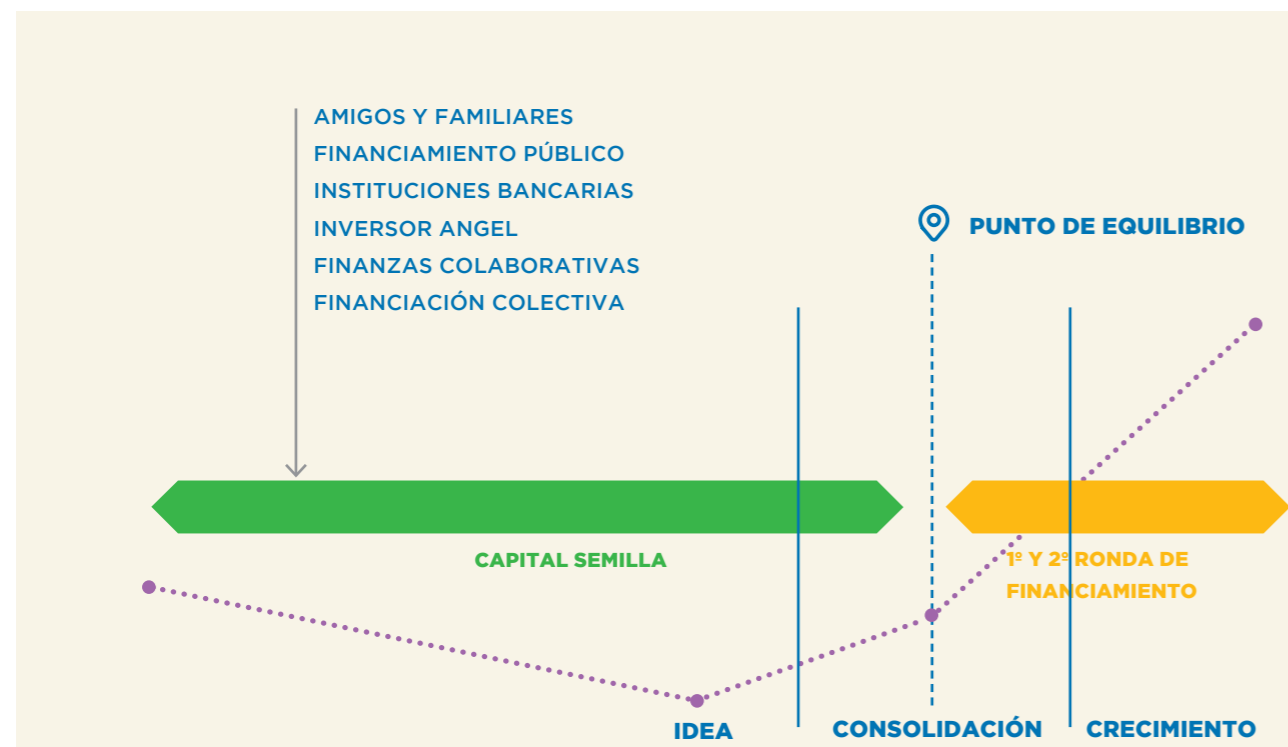 AMIGOS Y FAMILIARES
FINANCIAMIENTO PÚBLICO
INSTITUCIONES BANCARIAS
INVERSOR ANGEL
FINANZAS COLABORATIVAS
FINANCIACIÓN COLECTIVA
PUNTO DE EQUILIBRIO
CAPITAL SEMILLA
1º Y 2º RONDA DE
FINANCIAMIENTO
IDEA
CONSOLIDACIÓN
CRECIMIENTO